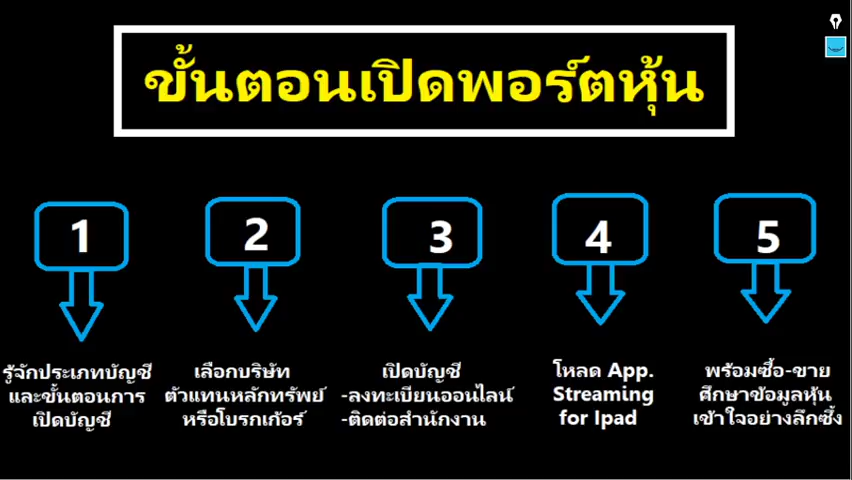 ขั้นตอนเปิดพอร์ตหุ้น
1
2
3
4
5
รู้จักประเภทบัญชี
และขั้นตอนการ
เปิดบัญชี
เลือกบริษัท
ตัวแทนหลักทรัพย์
หรือโบรกเก้อร์
เปิดบัญชี
-ลงทะเบียนออนไลน์
-ติดต่อสำนักงาน
โหลด App.
Streaming
for Ipad
พร้อมซื้อ-ขาย
ศึกษาข้อมูลหุ้น
เข้าใจอย่างลึกซึ้ง